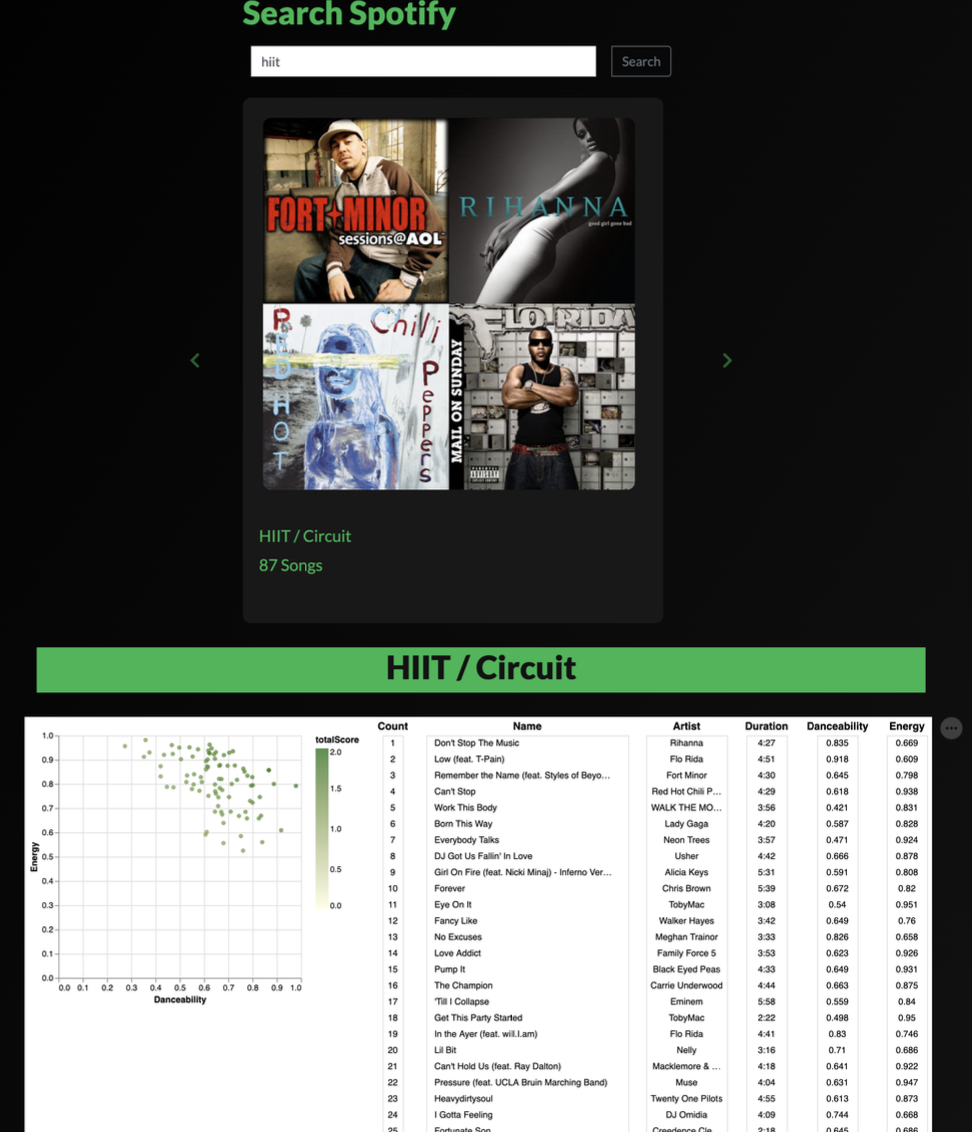 Search Spotify
hiit
Search
FORT+MINOR
sessions@AOL
RIHANNA
good girl gone bad
RED HOT
Chili
Peppers
FLO RIDA
MAIL ON SUNDAY
HIIT / Circuit
87 Songs
HIIT / Circuit
totalScore
2.0
1.5
1.0
0.5
0.0
Energy
1.0
0.9
0.8
0.7
0.6
0.5
0.4
0.3
0.2
0.1
0.0
0.0 0.1 0.2 0.3 0.4 0.5 0.6 0.7 0.8 0.9 1.0
Danceability
Count Name Artist Duration Danceability Energy
1 Don't Stop The Music Rihanna 4:27 0.835 0.669
2 Low (feat. T-Pain) Flo Rida 4:51 0.918 0.609
3 Remember the Name (feat. Styles of Beyo... Fort Minor 4:30 0.645 0.798
4 Can't Stop Red Hot Chili P... 4:29 0.618 0.938
5 Work This Body WALK THE MO... 3:56 0.421 0.831
6 Born This Way Lady Gaga 4:20 0.587 0.828
7 Everybody Talks Neon Trees 3:57 0.471 0.924
8 DJ Got Us Fallin' In Love Usher 4:42 0.666 0.878
9 Girl On Fire (feat. Nicki Minaj) - Inferno Ver... Alicia Keys 5:31 0.591 0.808
10 Forever Chris Brown 5:39 0.672 0.82
11 Eye On It TobyMac 3:08 0.54 0.951
12 Fancy Like Walker Hayes 3:42 0.649 0.76
13 No Excuses Meghan Trainor 3:33 0.826 0.658
14 Love Addict Family Force 5 3:53 0.623 0.926
15 Pump It Black Eyed Peas 4:33 0.649 0.931
16 The Champion Carrie Underwood 4:44 0.663 0.875
17 'Till I Collapse Eminem 5:58 0.559 0.84
18 Get This Party Started TobyMac 2:22 0.498 0.95
19 In the Ayer (feat. will.I.am) Flo Rida 4:41 0.83 0.746
20 Lil Bit Nelly 3:16 0.71 0.686
21 Can't Hold Us (feat. Ray Dalton) Macklemore & ... 4:18 0.641 0.922
22 Pressure (feat. UCLA Bruin Marching Band) Muse 4:04 0.631 0.947
23 Heavydirtysoul Twenty One Pilots 4:55 0.613 0.873
24 I Gotta Feeling DJ Omidia 4:09 0.744 0.668
25 Fortunate Son Creedence Cle... 2:18 0.645 0.686